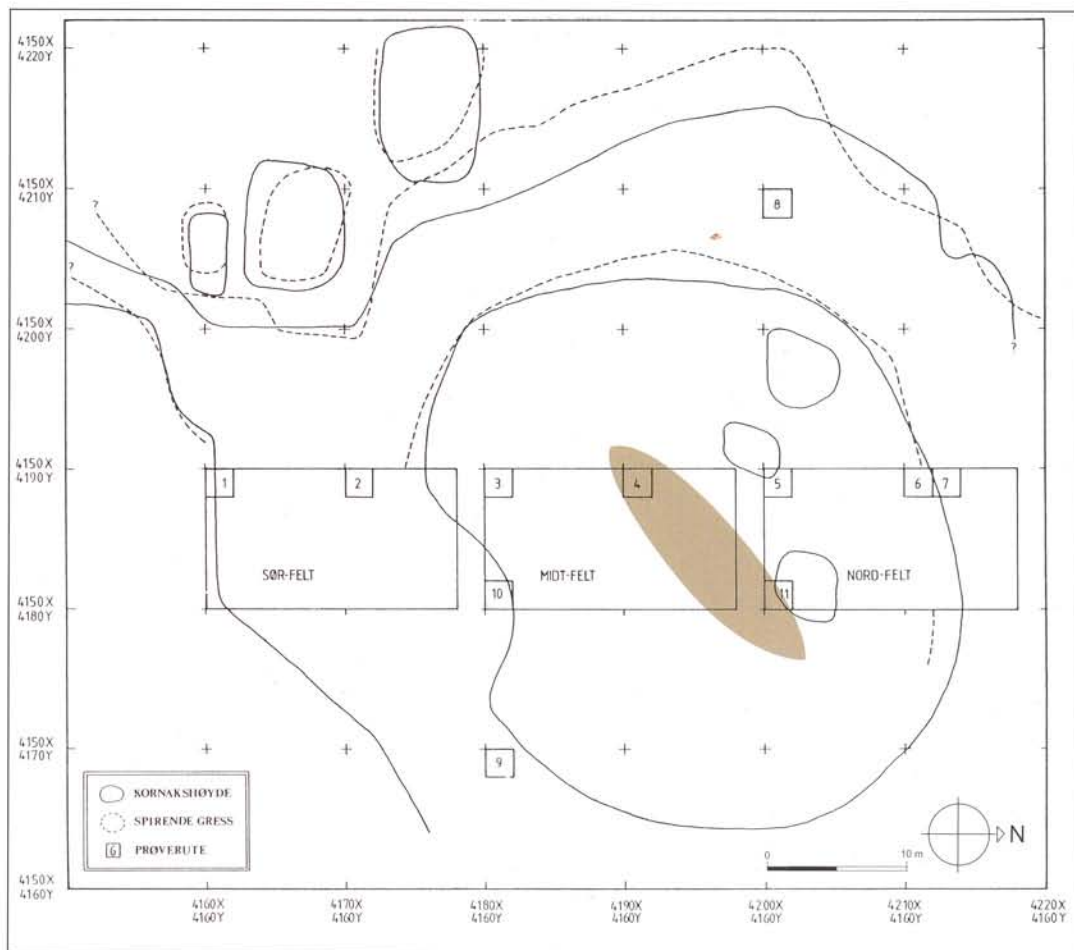 4150X
4220Y
4150X
4210Y
8
?
?
4150X
4200Y
?
4150X
4190Y
1
2
3
4
5
6
7
SØR-FELT
MIDT-FELT
NORD-FELT
10
11
4150X
4180Y
4150X
4170Y
9
KORNAKSHØYDE
SPIRENDE GRESS
6 PRØVERUTE
N
0
10 m
4150X
4160Y
4160X
4160Y
4170X
4160Y
4180X
4160Y
4190X
4160Y
4200X
4160Y
4210X
4160Y
4220X
4160Y